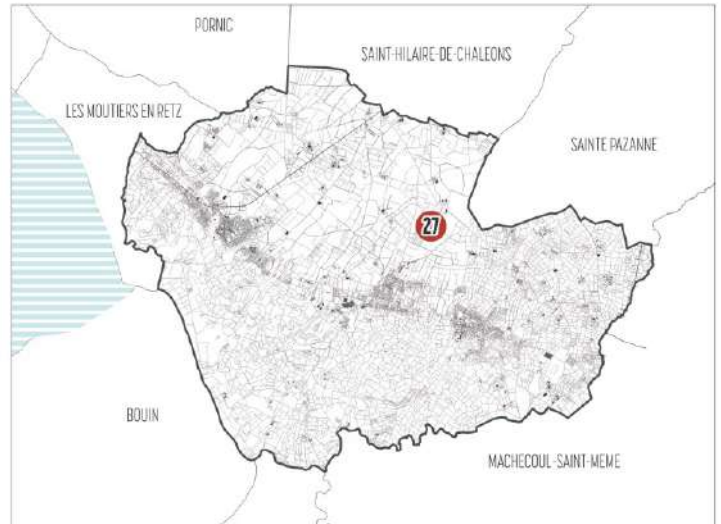 PORNIC
SAINT-HILAIRE-DE-CHALEONS
LES MOUTIERS EN RETZ
SAINTE PAZANNE
27
BOUIN
MACHECOUL-SAINT-MEME